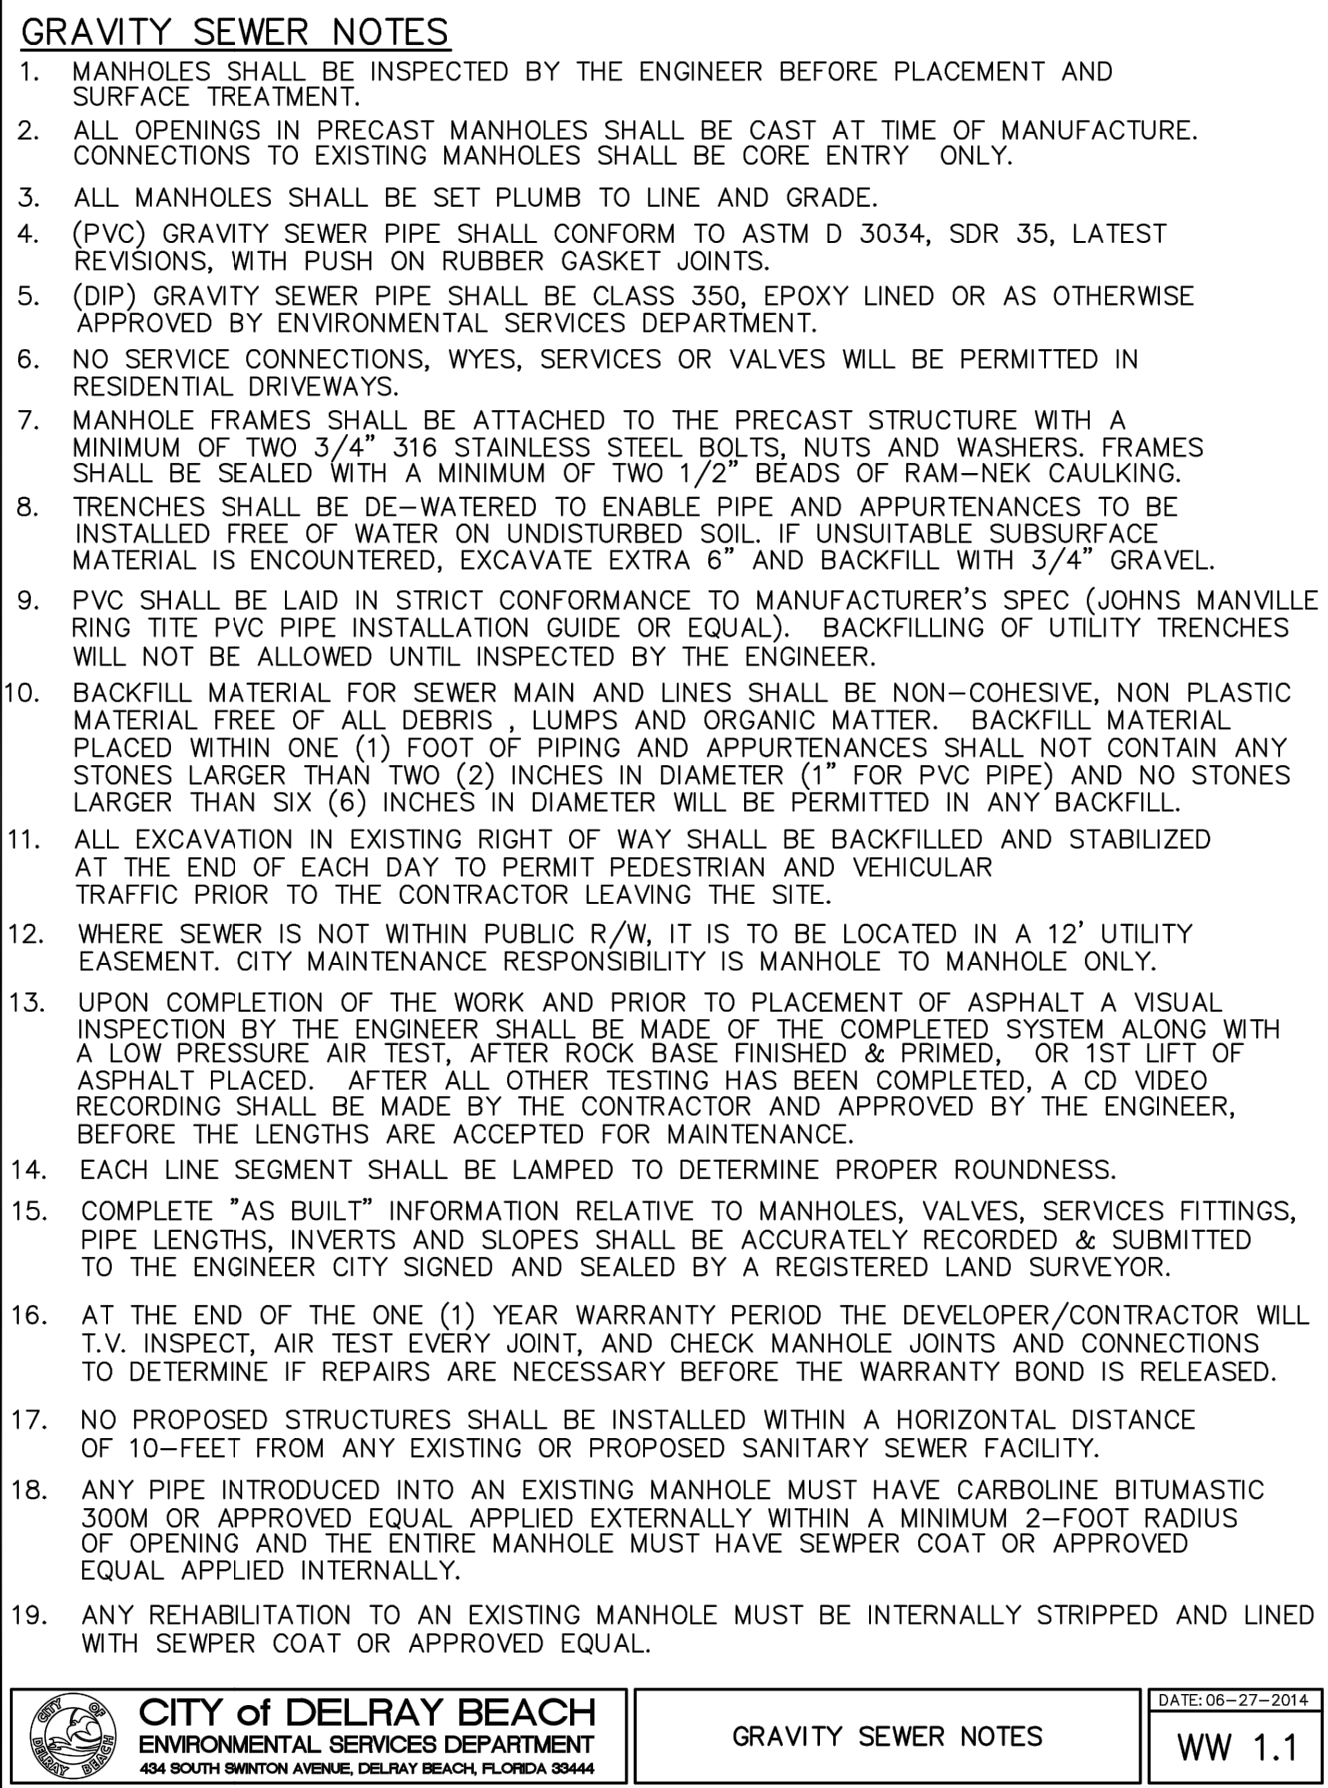 GRAVITY SEWER NOTES
1. MANHOLES SHALL BE INSPECTED BY THE ENGINEER BEFORE PLACEMENT AND
SURFACE TREATMENT.
2. ALL OPENINGS IN PRECAST MANHOLES SHALL BE CAST AT TIME OF MANUFACTURE.
CONNECTIONS TO EXISTING MANHOLES SHALL BE CORE ENTRY ONLY.
3. ALL MANHOLES SHALL BE SET PLUMB TO LINE AND GRADE.
4. (PVC) GRAVITY SEWER PIPE SHALL CONFORM TO ASTM D 3034, SDR 35, LATEST
REVISIONS, WITH PUSH ON RUBBER GASKET JOINTS.
5. (DIP) GRAVITY SEWER PIPE SHALL BE CLASS 350, EPOXY LINED OR AS OTHERWISE
APPROVED BY ENVIRONMENTAL SERVICES DEPARTMENT.
6. NO SERVICE CONNECTIONS, WYES, SERVICES OR VALVES WILL BE PERMITTED IN
RESIDENTIAL DRIVEWAYS.
7. MANHOLE FRAMES SHALL BE ATTACHED TO THE PRECAST STRUCTURE WITH A
MINIMUM OF TWO 3/4" 316 STAINLESS STEEL BOLTS, NUTS AND WASHERS. FRAMES
SHALL BE SEALED WITH A MINIMUM OF TWO 1/2" BEADS OF RAM-NEK CAULKING.
8. TRENCHES SHALL BE DE-WATERED TO ENABLE PIPE AND APPURTENANCES TO BE
INSTALLED FREE OF WATER ON UNDISTURBED SOIL. IF UNSUITABLE SUBSURFACE
MATERIAL IS ENCOUNTERED, EXCAVATE EXTRA 6" AND BACKFILL WITH 3/4" GRAVEL.
9. PVC SHALL BE LAID IN STRICT CONFORMANCE TO MANUFACTURER'S SPEC (JOHNS MANVILLE
RING TITE PVC PIPE INSTALLATION GUIDE OR EQUAL). BACKFILLING OF UTILITY TRENCHES
WILL NOT BE ALLOWED UNTIL INSPECTED BY THE ENGINEER.
10. BACKFILL MATERIAL FOR SEWER MAIN AND LINES SHALL BE NON-COHESIVE, NON PLASTIC
MATERIAL FREE OF ALL DEBRIS , LUMPS AND ORGANIC MATTER. BACKFILL MATERIAL
PLACED WITHIN ONE (1) FOOT OF PIPING AND APPURTENANCES SHALL NOT CONTAIN ANY
STONES LARGER THAN TWO (2) INCHES IN DIAMETER (1" FOR PVC PIPE) AND NO STONES
LARGER THAN SIX (6) INCHES IN DIAMETER WILL BE PERMITTED IN ANY BACKFILL.
11. ALL EXCAVATION IN EXISTING RIGHT OF WAY SHALL BE BACKFILLED AND STABILIZED
AT THE END OF EACH DAY TO PERMIT PEDESTRIAN AND VEHICULAR
TRAFFIC PRIOR TO THE CONTRACTOR LEAVING THE SITE.
12. WHERE SEWER IS NOT WITHIN PUBLIC R/W, IT IS TO BE LOCATED IN A 12' UTILITY
EASEMENT. CITY MAINTENANCE RESPONSIBILITY IS MANHOLE TO MANHOLE ONLY.
13. UPON COMPLETION OF THE WORK AND PRIOR TO PLACEMENT OF ASPHALT A VISUAL
INSPECTION BY THE ENGINEER SHALL BE MADE OF THE COMPLETED SYSTEM ALONG WITH
A LOW PRESSURE AIR TEST, AFTER ROCK BASE FINISHED & PRIMED, OR 1ST LIFT OF
ASPHALT PLACED. AFTER ALL OTHER TESTING HAS BEEN COMPLETED, A CD VIDEO
RECORDING SHALL BE MADE BY THE CONTRACTOR AND APPROVED BY THE ENGINEER,
BEFORE THE LENGTHS ARE ACCEPTED FOR MAINTENANCE.
14. EACH LINE SEGMENT SHALL BE LAMPED TO DETERMINE PROPER ROUNDNESS.
15. COMPLETE "AS BUILT" INFORMATION RELATIVE TO MANHOLES, VALVES, SERVICES FITTINGS,
PIPE LENGTHS, INVERTS AND SLOPES SHALL BE ACCURATELY RECORDED & SUBMITTED
TO THE ENGINEER CITY SIGNED AND SEALED BY A REGISTERED LAND SURVEYOR.
16. AT THE END OF THE ONE (1) YEAR WARRANTY PERIOD THE DEVELOPER/CONTRACTOR WILL
T.V. INSPECT, AIR TEST EVERY JOINT, AND CHECK MANHOLE JOINTS AND CONNECTIONS
TO DETERMINE IF REPAIRS ARE NECESSARY BEFORE THE WARRANTY BOND IS RELEASED.
17. NO PROPOSED STRUCTURES SHALL BE INSTALLED WITHIN A HORIZONTAL DISTANCE
OF 10-FEET FROM ANY EXISTING OR PROPOSED SANITARY SEWER FACILITY.
18. ANY PIPE INTRODUCED INTO AN EXISTING MANHOLE MUST HAVE CARBOLINE BITUMASTIC
300M OR APPROVED EQUAL APPLIED EXTERNALLY WITHIN A MINIMUM 2-FOOT RADIUS
OF OPENING AND THE ENTIRE MANHOLE MUST HAVE SEWPER COAT OR APPROVED
EQUAL APPLIED INTERNALLY.
19. ANY REHABILITATION TO AN EXISTING MANHOLE MUST BE INTERNALLY STRIPPED AND LINED
WITH SEWPER COAT OR APPROVED EQUAL.
CITY OF DELRAY BEACH
CITY of DELRAY BEACH
ENVIRONMENTAL SERVICES DEPARTMENT
434 SOUTH SWINTON AVENUE, DELRAY BEACH, FLORIDA 33444
GRAVITY SEWER NOTES
DATE: 06-27-2014
WW 1.1